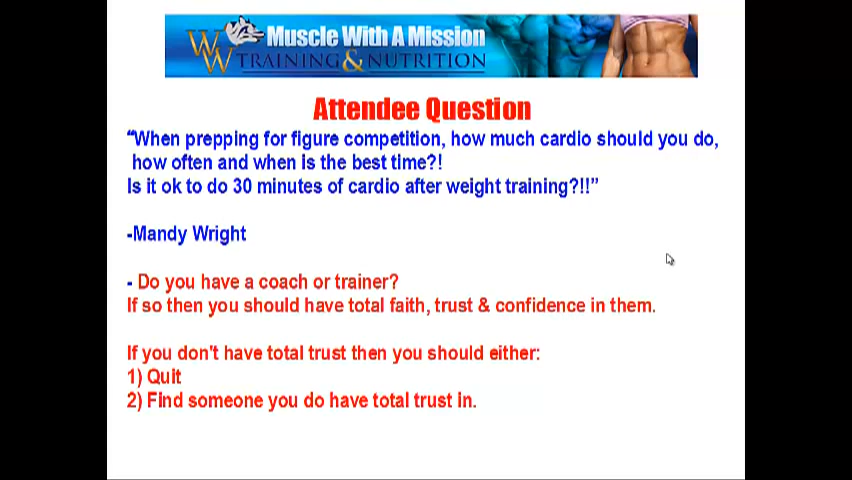 WW Muscle With A Mission
TRAINING & NUTRITION
Attendee Question
“When prepping for figure competition, how much cardio should you do,
how often and when is the best time?!
Is it ok to do 30 minutes of cardio after weight training?!!”
-Mandy Wright
- Do you have a coach or trainer?
If so then you should have total faith, trust & confidence in them.
If you don't have total trust then you should either:
1) Quit
2) Find someone you do have total trust in.